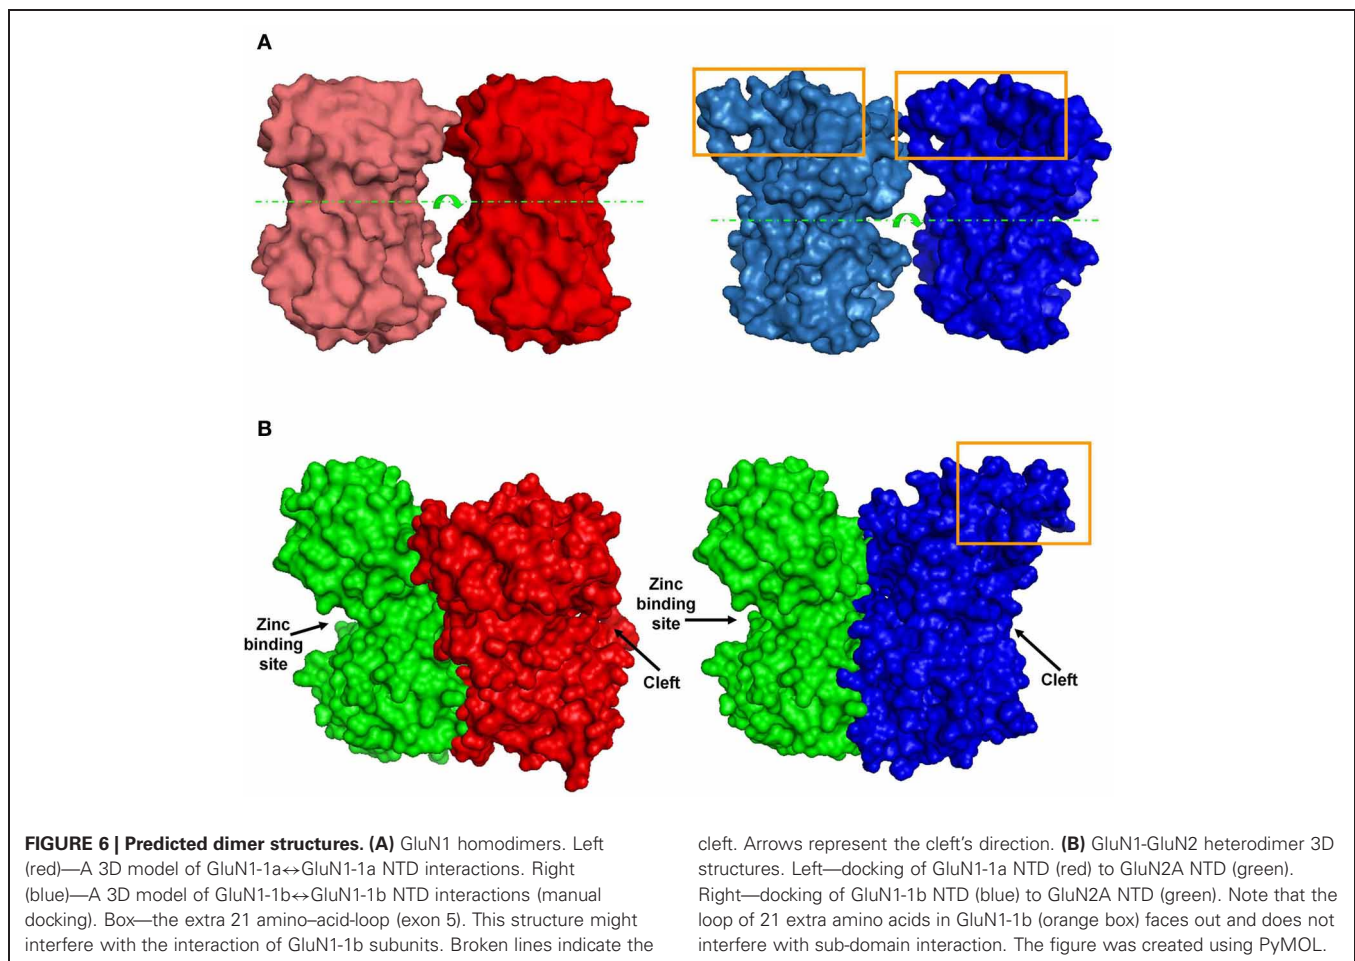 A
B
Zinc
binding
site
Cleft
Zinc
binding
site
Cleft
FIGURE 6 | Predicted dimer structures. (A) GluN1 homodimers. Left
(red)—A 3D model of GluN1-1a↔GluN1-1a NTD interactions. Right
(blue)—A 3D model of GluN1-1b↔GluN1-1b NTD interactions (manual
docking). Box—the extra 21 amino–acid-loop (exon 5). This structure might
interfere with the interaction of GluN1-1b subunits. Broken lines indicate the
cleft. Arrows represent the cleft's direction. (B) GluN1-GluN2 heterodimer 3D
structures. Left—docking of GluN1-1a NTD (red) to GluN2A NTD (green).
Right—docking of GluN1-1b NTD (blue) to GluN2A NTD (green). Note that the
loop of 21 extra amino acids in GluN1-1b (orange box) faces out and does not
interfere with sub-domain interaction. The figure was created using PyMOL.